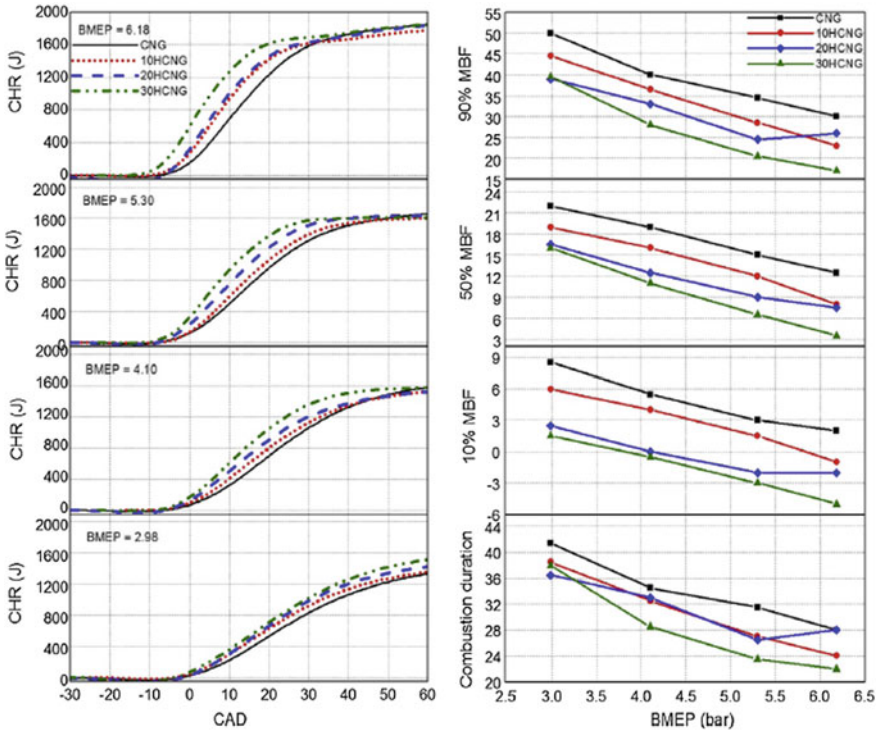 CHR (J)
2000
1600
1200
800
400
0
BMEP = 6.18
CNG
10HCNG
20HCNG
30HCNG
CHR (J)
2000
1600
1200
800
400
0
BMEP = 5.30
CHR (J)
2000
1600
1200
800
400
0
BMEP = 4.10
CHR (J)
2000
1600
1200
800
400
0
BMEP = 2.98
-30 -20 -10 0 10 20 30 40 50 60
CAD
90% MBF
55
50
45
40
35
30
25
20
15
CNG
10HCNG
20HCNG
30HCNG
50% MBF
24
21
18
15
12
9
6
3
10% MBF
9
6
3
0
-3
-6
Combustion duration
44
40
36
32
28
24
20
2.5 3.0 3.5 4.0 4.5 5.0 5.5 6.0 6.5
BMEP (bar)